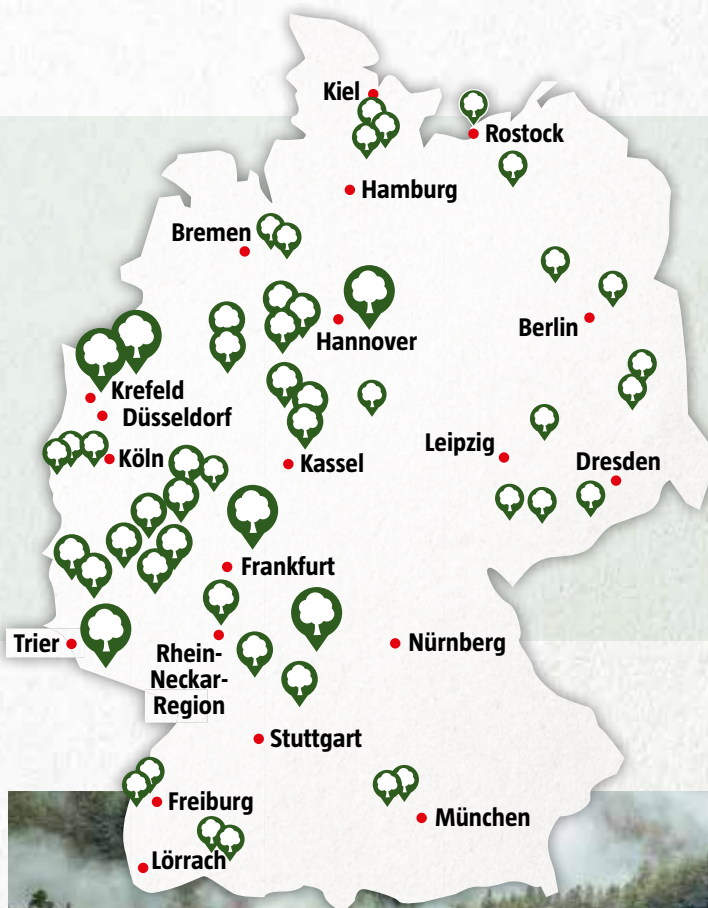 Kiel
Rostock
Hamburg
Bremen
Hannover
Berlin
Krefeld
Düsseldorf
Leipzig
Köln
Kassel
Dresden
Frankfurt
Trier
Rhein-
Neckar-
Region
Nürnberg
Stuttgart
Freiburg
München
Lörrach